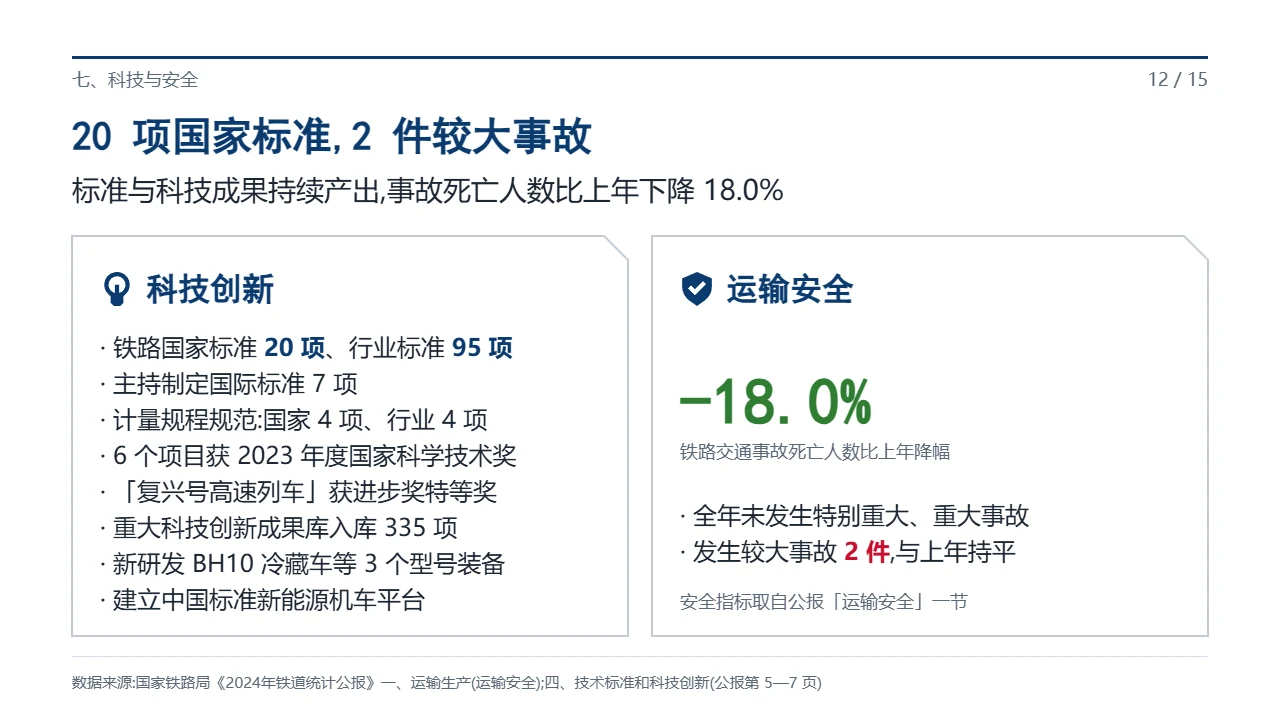 七、科技与安全
12 / 15
20 项国家标准,2 件较大事故
标准与科技成果持续产出,事故死亡人数比上年下降 18.0%
科技创新
· 铁路国家标准 20 项、行业标准 95 项
· 主持制定国际标准 7 项
· 计量规程规范:国家 4 项、行业 4 项
· 6 个项目获 2023 年度国家科学技术奖
· 「复兴号高速列车」获进步奖特等奖
· 重大科技创新成果库入库 335 项
· 新研发 BH10 冷藏车等 3 个型号装备
· 建立中国标准新能源机车平台
运输安全
−18.0%
铁路交通事故死亡人数比上年降幅
· 全年未发生特别重大、重大事故
· 发生较大事故 2 件,与上年持平
安全指标取自公报「运输安全」一节
数据来源:国家铁路局《2024年铁道统计公报》一、运输生产(运输安全);四、技术标准和科技创新(公报第 5—7 页)